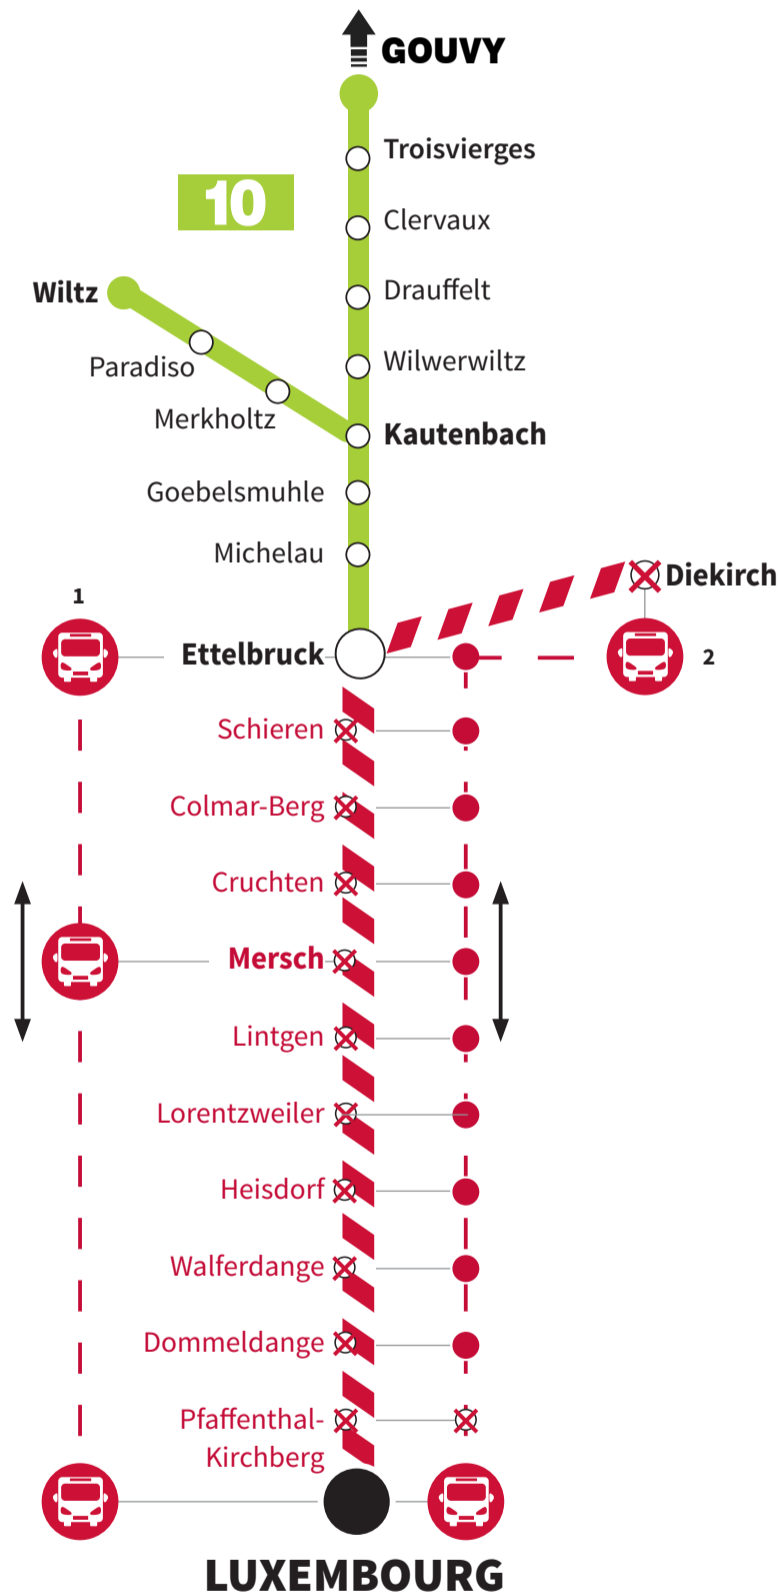 GOUVY
Troisvierges
10
Clervaux
Drauffelt
Wiltz
Paradiso
Wilwerwiltz
Merkholtz
Kautenbach
Goebelsmuhle
Michelau
Diekirch
1
Ettelbruck
2
Schieren
Colmar-Berg
Cruchten
Mersch
Lintgen
Lorentzweiler
Heisdorf
Walferdange
Dommeldange
Pfaffenthal-
Kirchberg
LUXEMBOURG